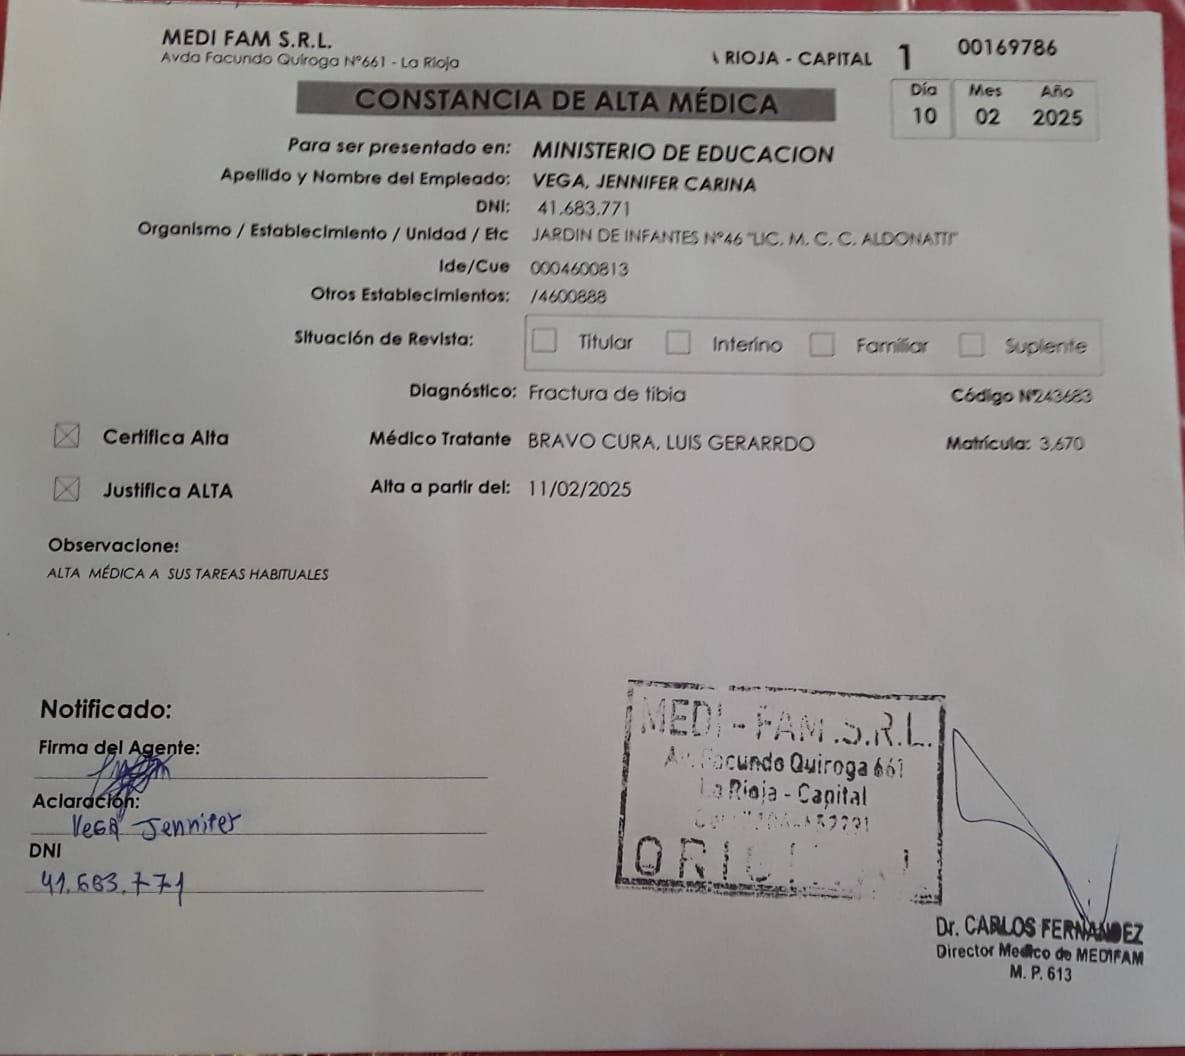 MEDI FAM S.R.L.
Avda Facundo Quiroga Nº661 - La Rioja
RIOJA - CAPITAL 1 00169786
CONSTANCIA DE ALTA MÉDICA
Día Mes Año
10 02 2025
Para ser presentado en: MINISTERIO DE EDUCACION
Apellido y Nombre del Empleado: VEGA, JENNIFER CARINA
DNI: 41.683.771
Organismo / Establecimiento / Unidad / Etc JARDIN DE INFANTES Nº46 "LIC. M. C. C. ALDONATTI"
Ide/Cue 0004600813
Otros Establecimientos: /4600888
Situación de Revista: Titular Interino Familiar Suplente
Diagnóstico: Fractura de tibia Código Nº243683
Certifica Alta Médico Tratante BRAVO CURA, LUIS GERARRDO Matrícula: 3,670
Justifica ALTA Alta a partir del: 11/02/2025
Observacione:
ALTA MÉDICA A SUS TAREAS HABITUALES
Notificado:
Firma del Agente:
Aclaración:
Vega Jennifer
DNI
41.683.771
MEDI-FAM.S.R.L.
Av. Facundo Quiroga 661
La Rioja - Capital
Dr. CARLOS FERNANDEZ
Director Medico de MEDIFAM
M. P. 613